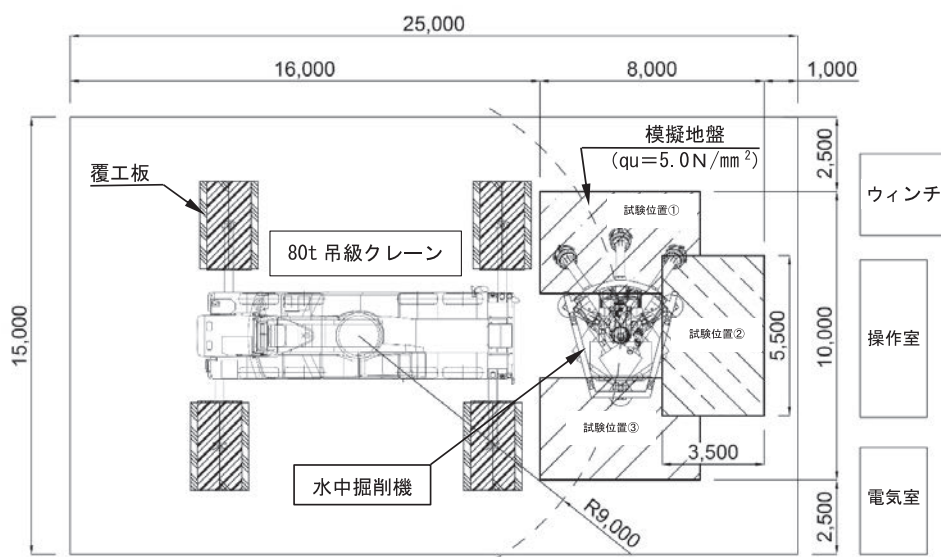 25,000
16,000
8,000
1,000
模擬地盤
(qu=5.0N/mm²)
2,500
覆工板
ウィンチ
試験位置①
80t 吊級クレーン
15,000
試験位置②
5,500
10,000
操作室
試験位置③
3,500
水中掘削機
R9,000
2,500
電気室